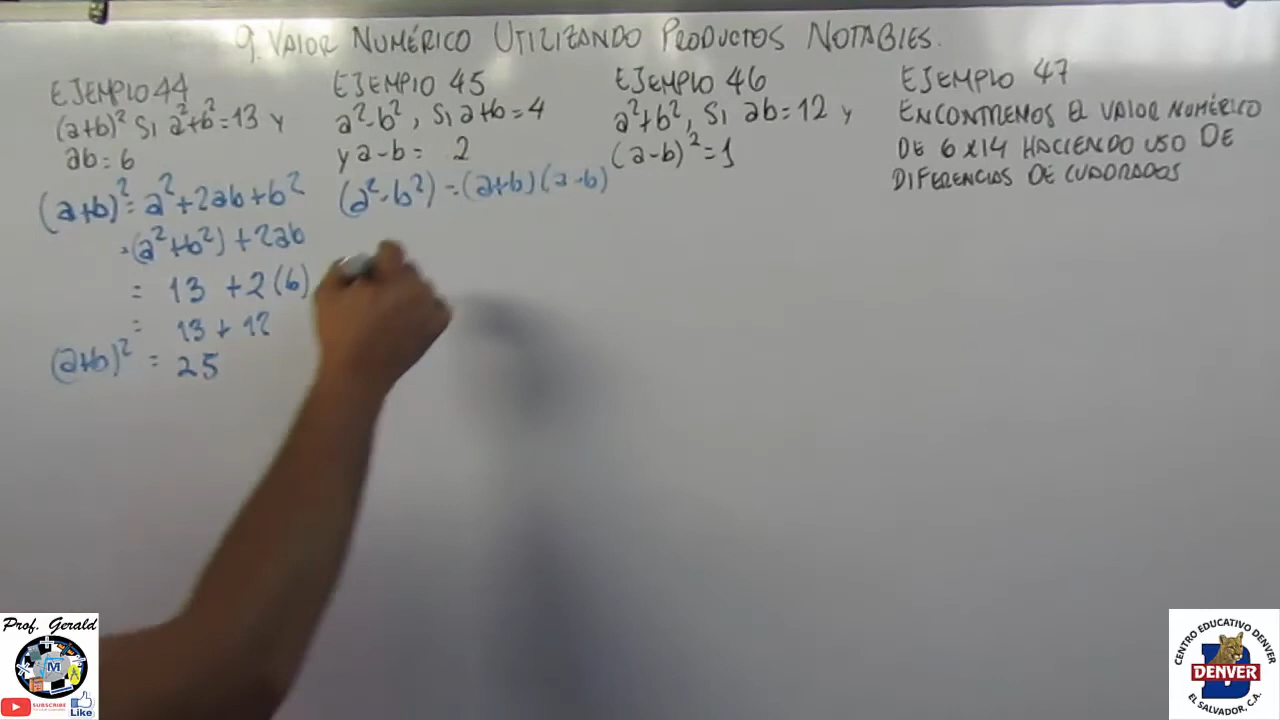 9. VALOR NUMÉRICO UTILIZANDO PRODUCTOS NOTABLES.
EJEMPLO 44
(a+b)² SI a²+b²=13 Y
ab=6
(a+b)²=a²+2ab+b²
=(a²+b²)+2ab
= 13 +2(6)
= 13+12
(a+b)² = 25
EJEMPLO 45
a²-b², SI a+b=4
y a-b= 2
(a²-b²)=(a+b)(a-b)
EJEMPLO 46
a²+b², SI ab=12 y
(a-b)²=1
EJEMPLO 47
ENCONTREMOS EL VALOR NUMÉRICO
DE 6x14 HACIENDO USO DE
DIFERENCIAS DE CUADRADOS
Prof. Gerald
M
SUBSCRIBE
Like
CENTRO EDUCATIVO DENVER
DENVER
EL SALVADOR, C.A.